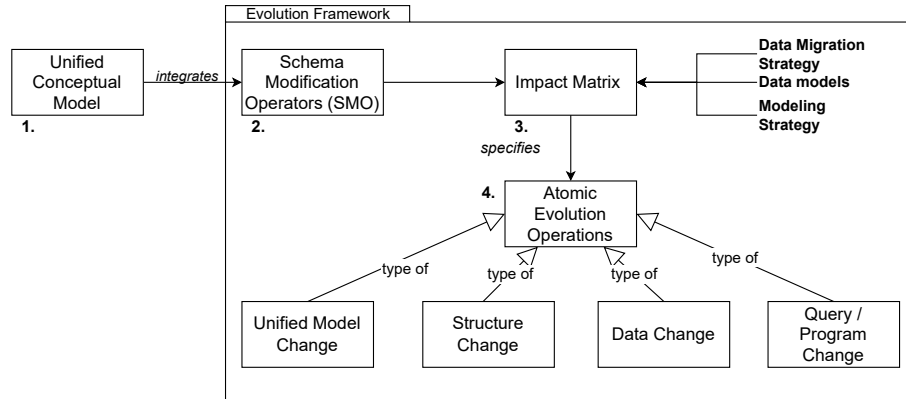 Evolution Framework
Unified
Conceptual
Model
1.
integrates
Schema
Modification
Operators (SMO)
2.
Impact Matrix
3.
specifies
Data Migration
Strategy
Data models
Modeling
Strategy
4.
Atomic
Evolution
Operations
type of
type of
type of
type of
Unified Model
Change
Structure
Change
Data Change
Query /
Program
Change